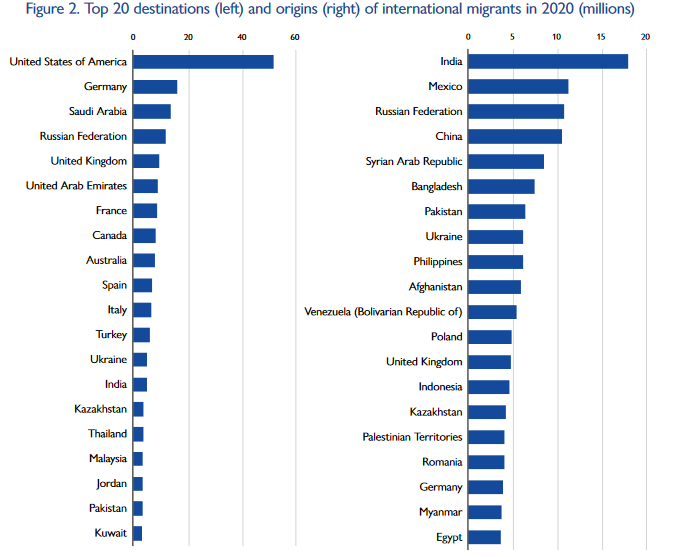 Figure 2. Top 20 destinations (left) and origins (right) of international migrants in 2020 (millions)
0 20 40 60
United States of America
Germany
Saudi Arabia
Russian Federation
United Kingdom
United Arab Emirates
France
Canada
Australia
Spain
Italy
Turkey
Ukraine
India
Kazakhstan
Thailand
Malaysia
Jordan
Pakistan
Kuwait
0 5 10 15 20
India
Mexico
Russian Federation
China
Syrian Arab Republic
Bangladesh
Pakistan
Ukraine
Philippines
Afghanistan
Venezuela (Bolivarian Republic of)
Poland
United Kingdom
Indonesia
Kazakhstan
Palestinian Territories
Romania
Germany
Myanmar
Egypt